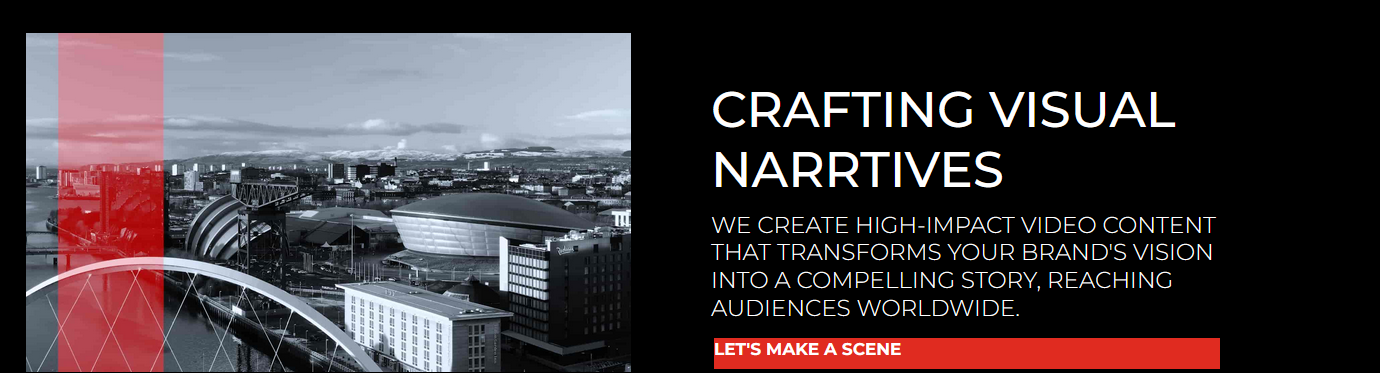 CRAFTING VISUAL
NARRTIVES
WE CREATE HIGH-IMPACT VIDEO CONTENT
THAT TRANSFORMS YOUR BRAND'S VISION
INTO A COMPELLING STORY, REACHING
AUDIENCES WORLDWIDE.
LET'S MAKE A SCENE